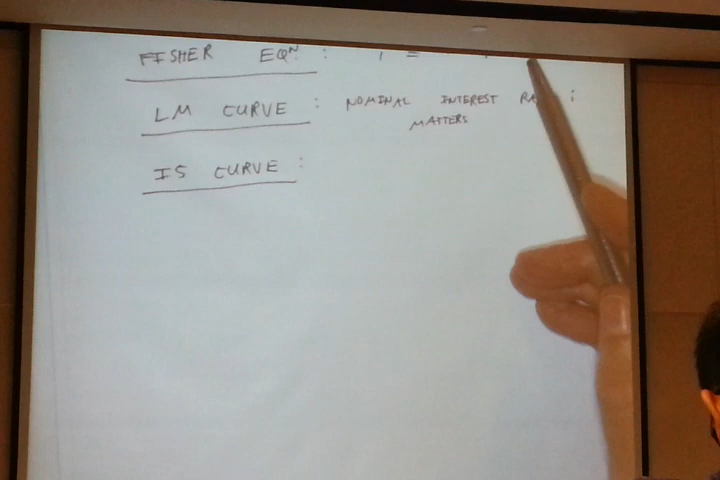 FISHER EQN : i =
LM CURVE : NOMINAL INTEREST i
MATTERS
IS CURVE :